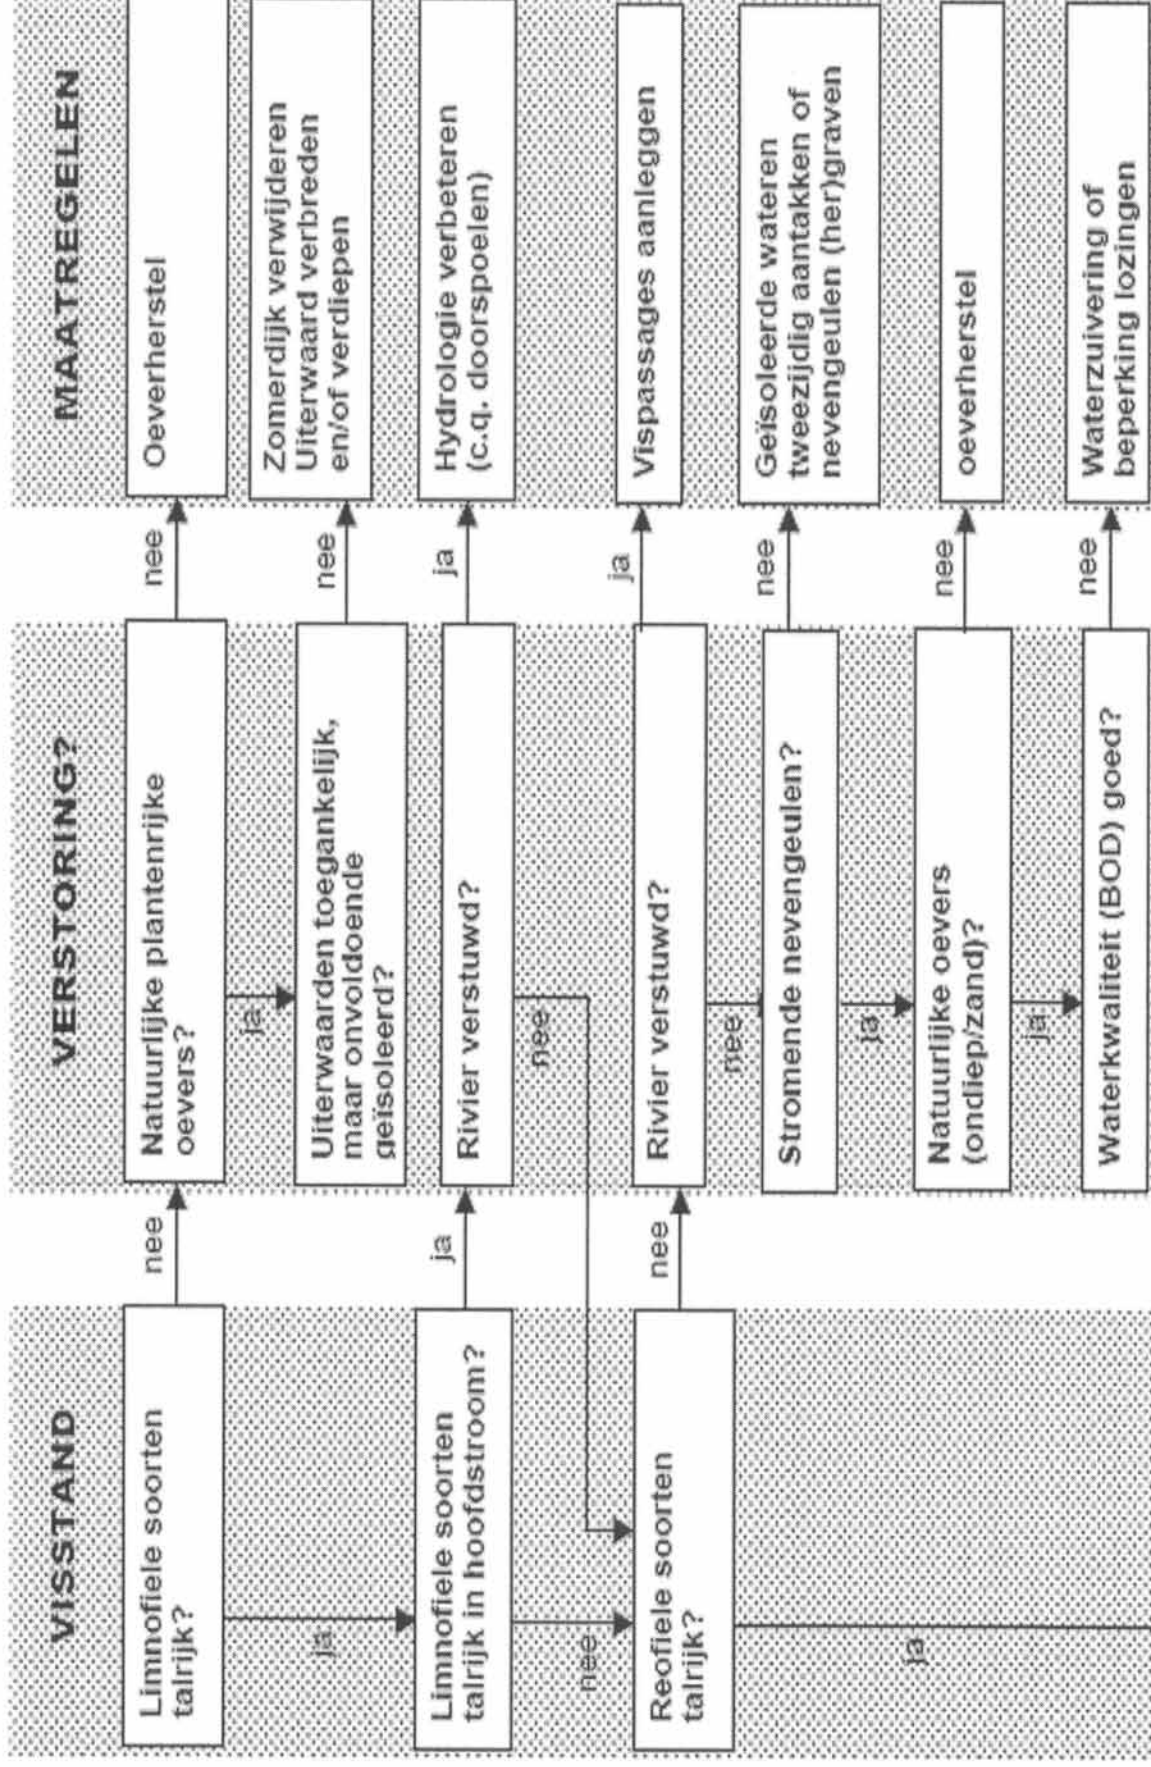 VISSTAND
Limnofiele soorten
talrijk?
nee
ja
Limnofiele soorten
talrijk in hoofdstroom?
ja
nee
Reofiele soorten
talrijk?
nee
ja
VERSTORING?
Natuurlijke plantenrijke
oevers?
nee
ja
Uiterwaarden toegankelijk,
maar onvoldoende
geïsoleerd?
nee
Rivier verstuwd?
ja
nee
Rivier verstuwd?
ja
nee
Stromende nevengeulen?
nee
ja
Natuurlijke oevers
(ondiep/zand)?
nee
ja
Waterkwaliteit (BOD) goed?
nee
MAATREGELEN
Oeverherstel
Zomerdijk verwijderen
Uiterwaard verbreden
en/of verdiepen
Hydrologie verbeteren
(c.q. doorspoelen)
Vispassages aanleggen
Geïsoleerde wateren
tweezijdig aantakken of
nevengeulen (her)graven
oeverherstel
Waterzuivering of
beperking lozingen